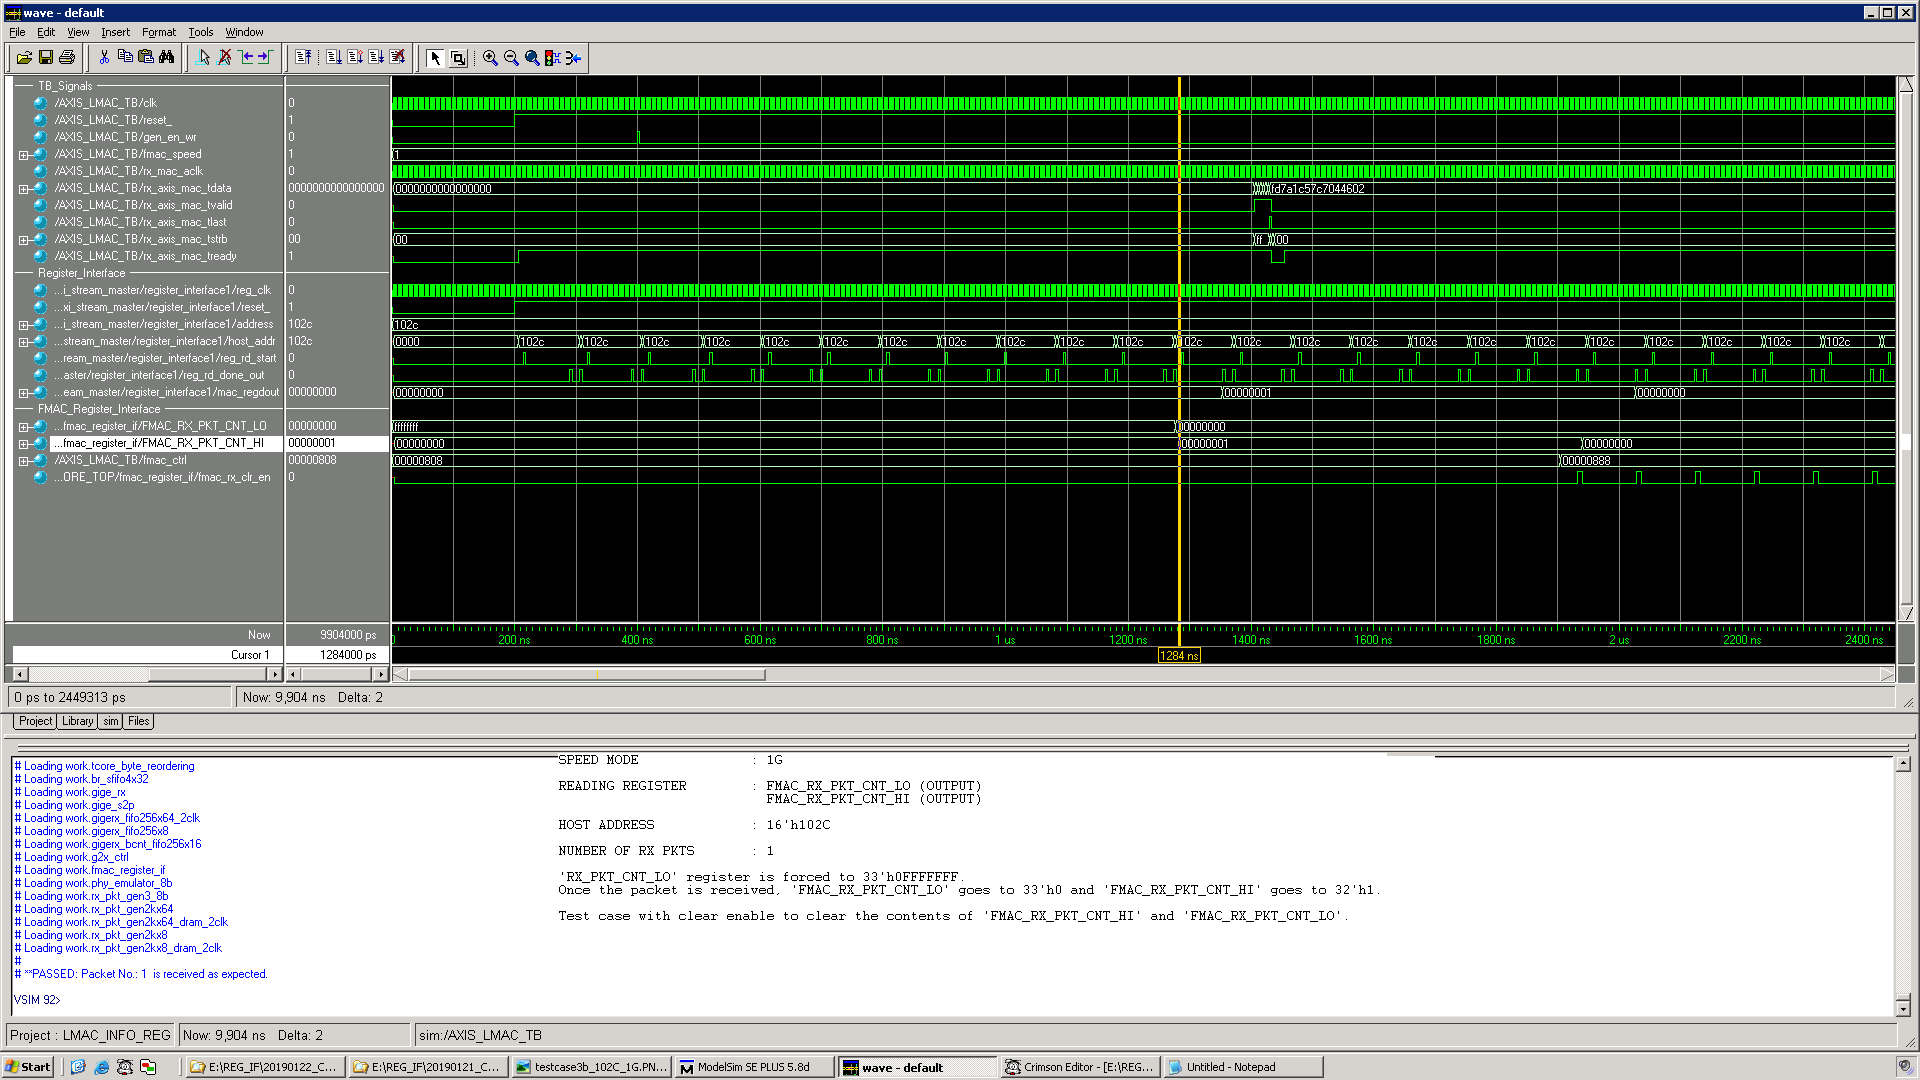 wave - default
File Edit View Insert Format Tools Window
TB_Signals
/AXIS_LMAC_TB/clk 0
/AXIS_LMAC_TB/reset_ 1
/AXIS_LMAC_TB/gen_en_wr 0
/AXIS_LMAC_TB/fmac_speed 1 1
/AXIS_LMAC_TB/rx_mac_aclk 0
/AXIS_LMAC_TB/rx_axis_mac_tdata 0000000000000000 0000000000000000 fd7a1c57c7044602
/AXIS_LMAC_TB/rx_axis_mac_tvalid 0
/AXIS_LMAC_TB/rx_axis_mac_tlast 0
/AXIS_LMAC_TB/rx_axis_mac_tstrb 00 00 ff 00
/AXIS_LMAC_TB/rx_axis_mac_tready 1
Register_Interface
...i_stream_master/register_interface1/reg_clk 0
...xi_stream_master/register_interface1/reset_ 1
...i_stream_master/register_interface1/address 102c 102c
...stream_master/register_interface1/host_addr 102c 0000 102c 102c 102c 102c 102c 102c 102c 102c 102c 102c 102c 102c 102c 102c 102c 102c 102c 102c 102c 102c 102c 102c 102c
...ream_master/register_interface1/reg_rd_start 0
...aster/register_interface1/reg_rd_done_out 0
...eam_master/register_interface1/mac_regdout 00000000 00000000 00000001 00000000
FMAC_Register_Interface
...fmac_register_if/FMAC_RX_PKT_CNT_LO 00000000 ffffffff 00000000
...fmac_register_if/FMAC_RX_PKT_CNT_HI 00000001 00000000 00000001 00000000
/AXIS_LMAC_TB/fmac_ctrl 00000808 00000808 00000888
...ORE_TOP/fmac_register_if/fmac_rx_clr_en 0
Now 9904000 ps 0 200 ns 400 ns 600 ns 800 ns 1 us 1200 ns 1400 ns 1600 ns 1800 ns 2 us 2200 ns 2400 ns
Cursor 1 1284000 ps 1284 ns
0 ps to 2449313 ps Now: 9,904 ns Delta: 2
Project Library sim Files
# Loading work.tcore_byte_reordering
# Loading work.br_sfifo4x32
# Loading work.gige_rx
# Loading work.gige_s2p
# Loading work.gigerx_fifo256x64_2clk
# Loading work.gigerx_fifo256x8
# Loading work.gigerx_bcnt_fifo256x16
# Loading work.g2x_ctrl
# Loading work.fmac_register_if
# Loading work.phy_emulator_8b
# Loading work.rx_pkt_gen3_8b
# Loading work.rx_pkt_gen2kx64
# Loading work.rx_pkt_gen2kx64_dram_2clk
# Loading work.rx_pkt_gen2kx8
# Loading work.rx_pkt_gen2kx8_dram_2clk
#
# **PASSED: Packet No.: 1 is received as expected.
VSIM 92>
SPEED MODE : 1G
READING REGISTER : FMAC_RX_PKT_CNT_LO (OUTPUT)
FMAC_RX_PKT_CNT_HI (OUTPUT)
HOST ADDRESS : 16'h102C
NUMBER OF RX PKTS : 1
'RX_PKT_CNT_LO' register is forced to 33'h0FFFFFFF.
Once the packet is received, 'FMAC_RX_PKT_CNT_LO' goes to 33'h0 and 'FMAC_RX_PKT_CNT_HI' goes to 32'h1.
Test case with clear enable to clear the contents of 'FMAC_RX_PKT_CNT_HI' and 'FMAC_RX_PKT_CNT_LO'.
Project : LMAC_INFO_REG Now: 9,904 ns Delta: 2 sim:/AXIS_LMAC_TB
Start E:\REG_IF\20190122_C... E:\REG_IF\20190121_C... testcase3b_102C_1G.PN... ModelSim SE PLUS 5.8d wave - default Crimson Editor - [E:\REG... Untitled - Notepad